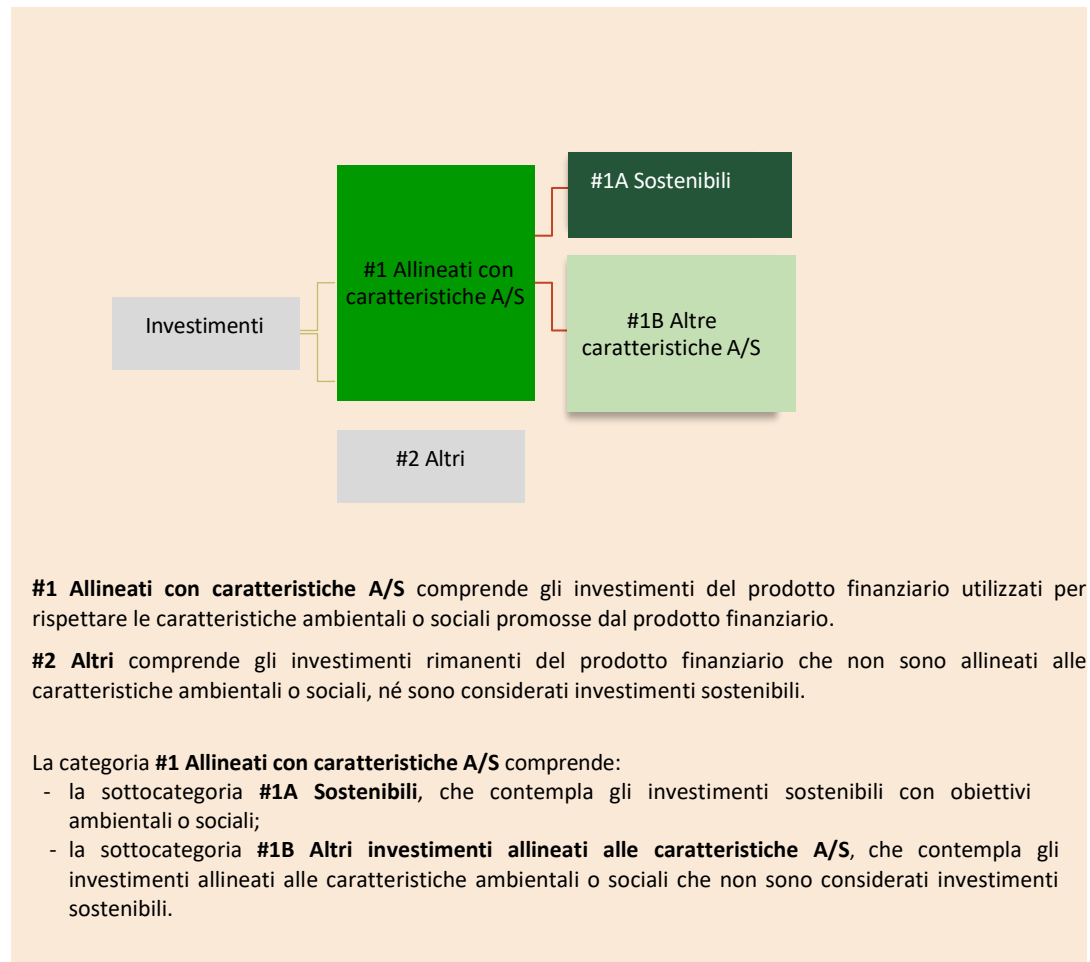 #1A Sostenibili
#1 Allineati con
caratteristiche A/S
Investimenti
#1B Altre
caratteristiche A/S
#2 Altri
#1 Allineati con caratteristiche A/S comprende gli investimenti del prodotto finanziario utilizzati per
rispettare le caratteristiche ambientali o sociali promosse dal prodotto finanziario.
#2 Altri comprende gli investimenti rimanenti del prodotto finanziario che non sono allineati alle
caratteristiche ambientali o sociali, né sono considerati investimenti sostenibili.
La categoria #1 Allineati con caratteristiche A/S comprende:
- la sottocategoria #1A Sostenibili, che contempla gli investimenti sostenibili con obiettivi
ambientali o sociali;
- la sottocategoria #1B Altri investimenti allineati alle caratteristiche A/S, che contempla gli
investimenti allineati alle caratteristiche ambientali o sociali che non sono considerati investimenti
sostenibili.